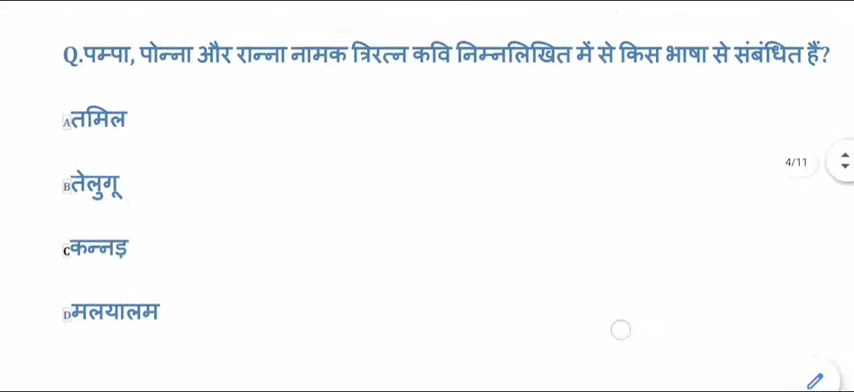 Q.पम्पा, पोन्ना और रान्ना नामक त्रिरत्न कवि निम्नलिखित में से किस भाषा से संबंधित हैं?
Aतमिल
4/11
Bतेलुगू
Cकन्नड़
Dमलयालम